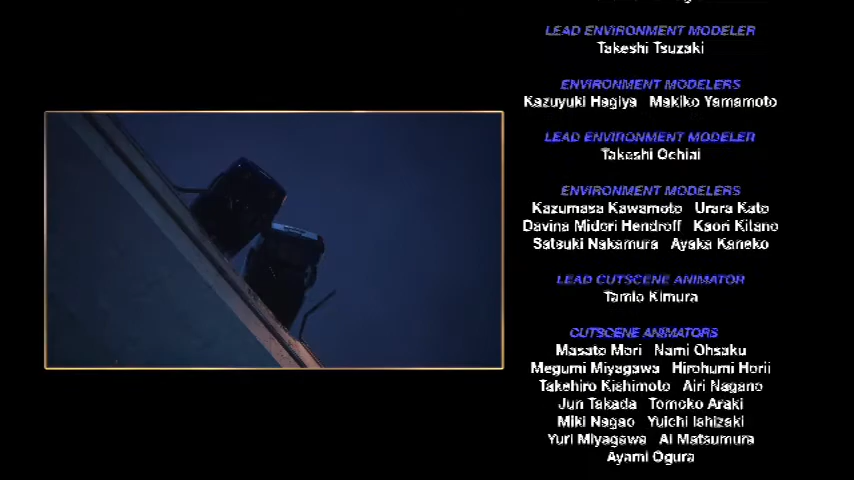 LEAD ENVIRONMENT MODELER
Takeshi Tsuzaki
ENVIRONMENT MODELERS
Kazuyuki Hagiya Makiko Yamamoto
LEAD ENVIRONMENT MODELER
Takeshi Ochiai
ENVIRONMENT MODELERS
Kazumasa Kawamoto Urara Kato
Davina Midori Hendroff Kaori Kitano
Satsuki Nakamura Ayaka Kaneko
LEAD CUTSCENE ANIMATOR
Tamio Kimura
CUTSCENE ANIMATORS
Masato Mori Nami Ohsaku
Megumi Miyagawa Hirohumi Horii
Takehiro Kishimoto Airi Nagano
Jun Takada Tomoko Araki
Miki Nagao Yuichi Ishizaki
Yuri Miyagawa Ai Matsumura
Ayami Ogura